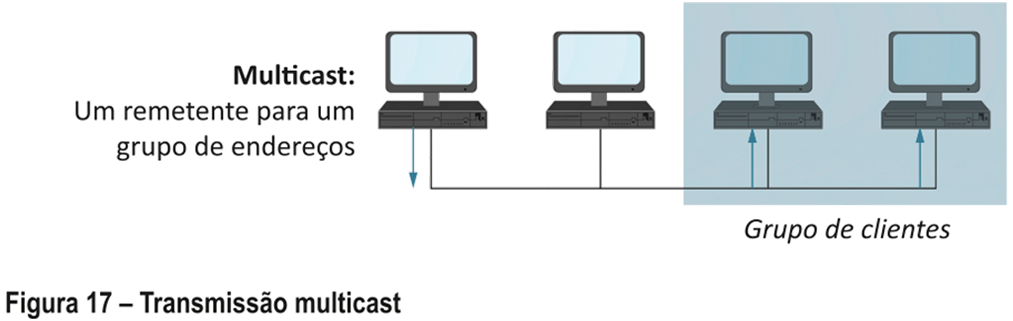 Multicast:
Um remetente para um
grupo de endereços
Grupo de clientes
Figura 17 – Transmissão multicast